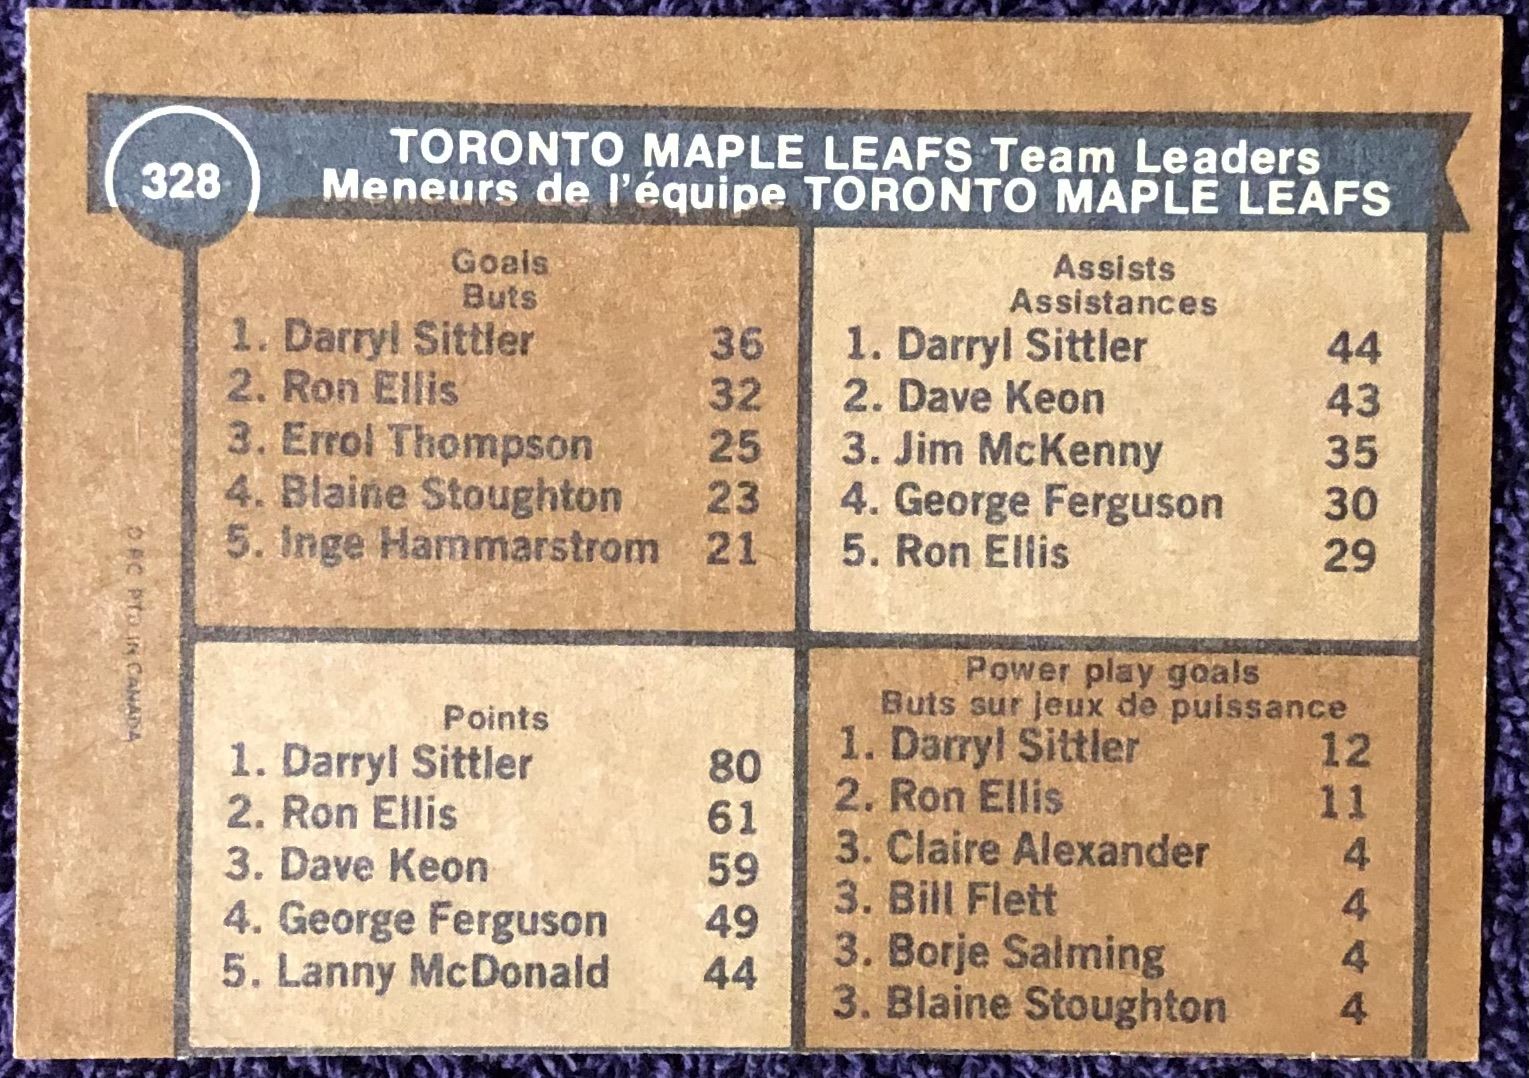 328
TORONTO MAPLE LEAFS Team Leaders
Meneurs de l'équipe TORONTO MAPLE LEAFS
Goals
Buts
1. Darryl Sittler 36
2. Ron Ellis 32
3. Errol Thompson 25
4. Blaine Stoughton 23
5. Inge Hammarstrom 21
Assists
Assistances
1. Darryl Sittler 44
2. Dave Keon 43
3. Jim McKenny 35
4. George Ferguson 30
5. Ron Ellis 29
Points
1. Darryl Sittler 80
2. Ron Ellis 61
3. Dave Keon 59
4. George Ferguson 49
5. Lanny McDonald 44
Power play goals
Buts sur jeux de puissance
1. Darryl Sittler 12
2. Ron Ellis 11
3. Claire Alexander 4
3. Bill Flett 4
3. Borje Salming 4
3. Blaine Stoughton 4
O PC PTD IN CANADA